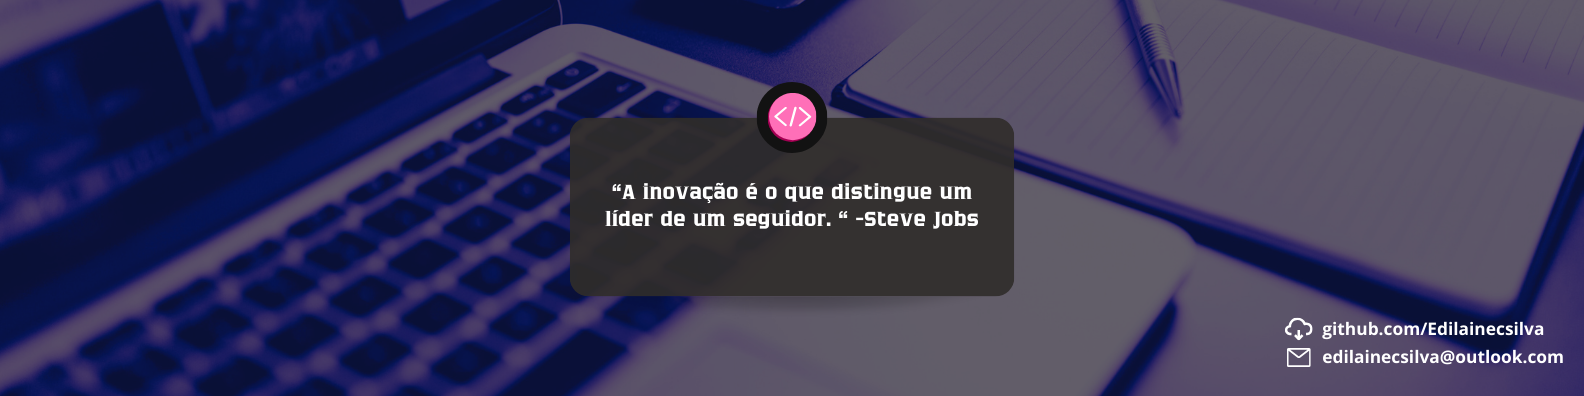 “A inovação é o que distingue um
líder de um seguidor. “ -Steve Jobs
github.com/Edilainecsilva
edilainecsilva@outlook.com